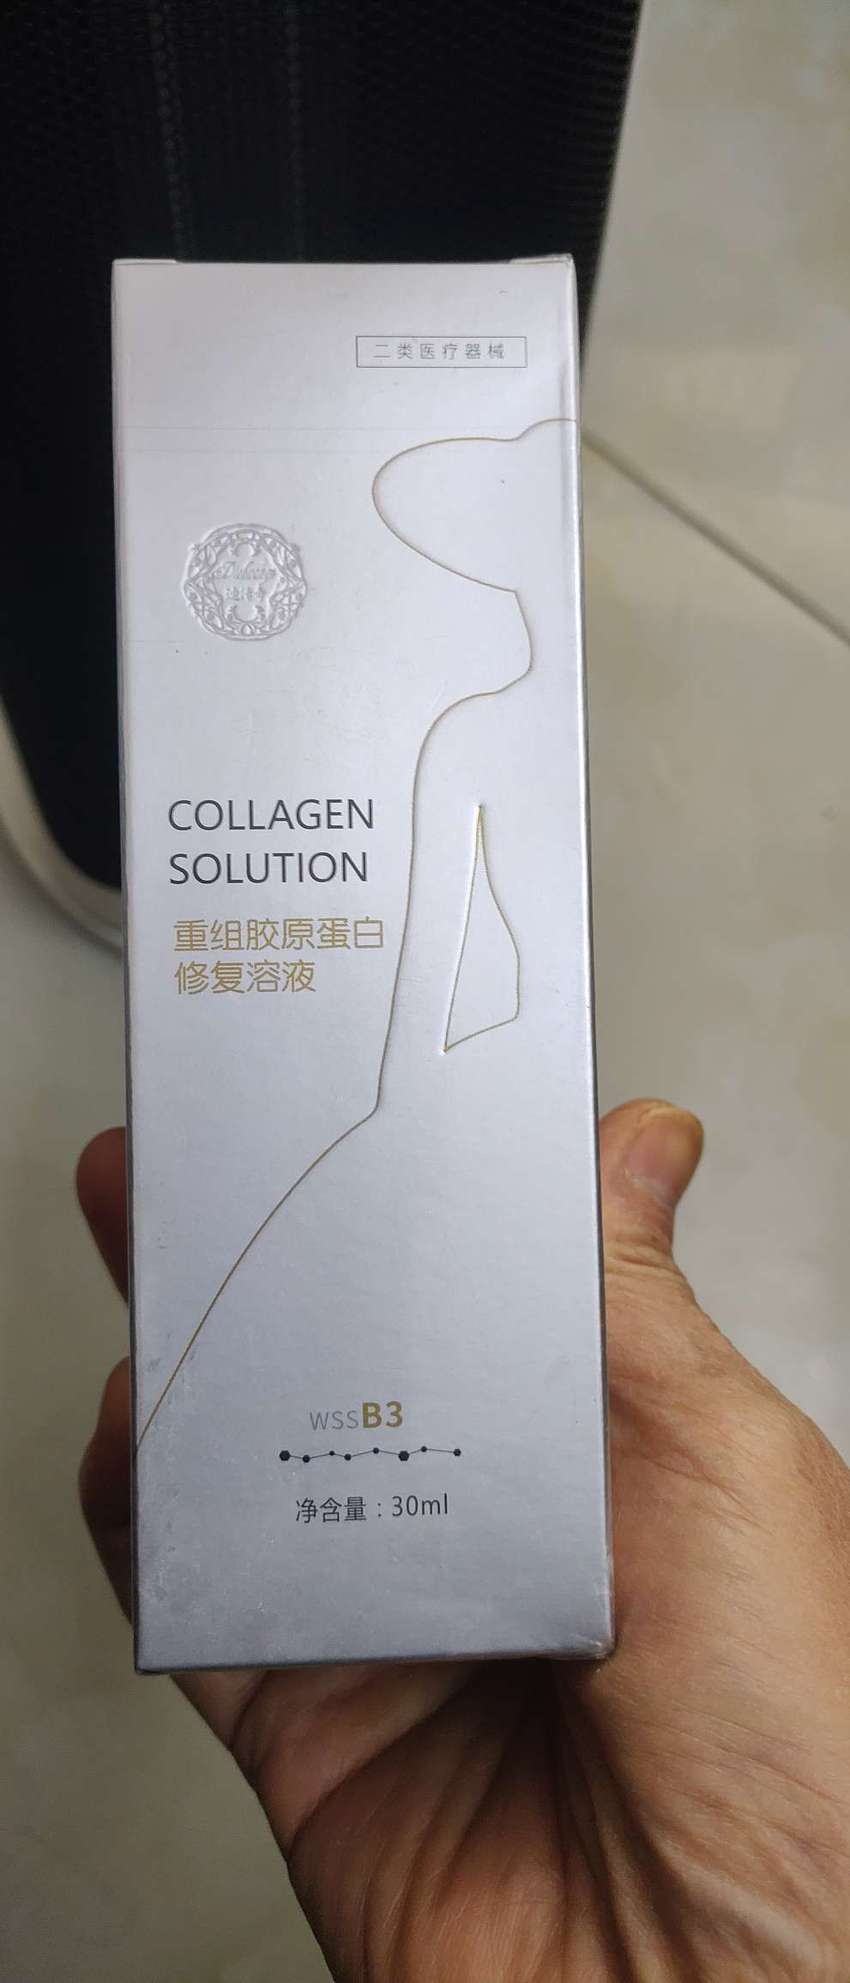 二类医疗器械
COLLAGEN
SOLUTION
重组胶原蛋白
修复溶液
WSSB3
净含量：30ml